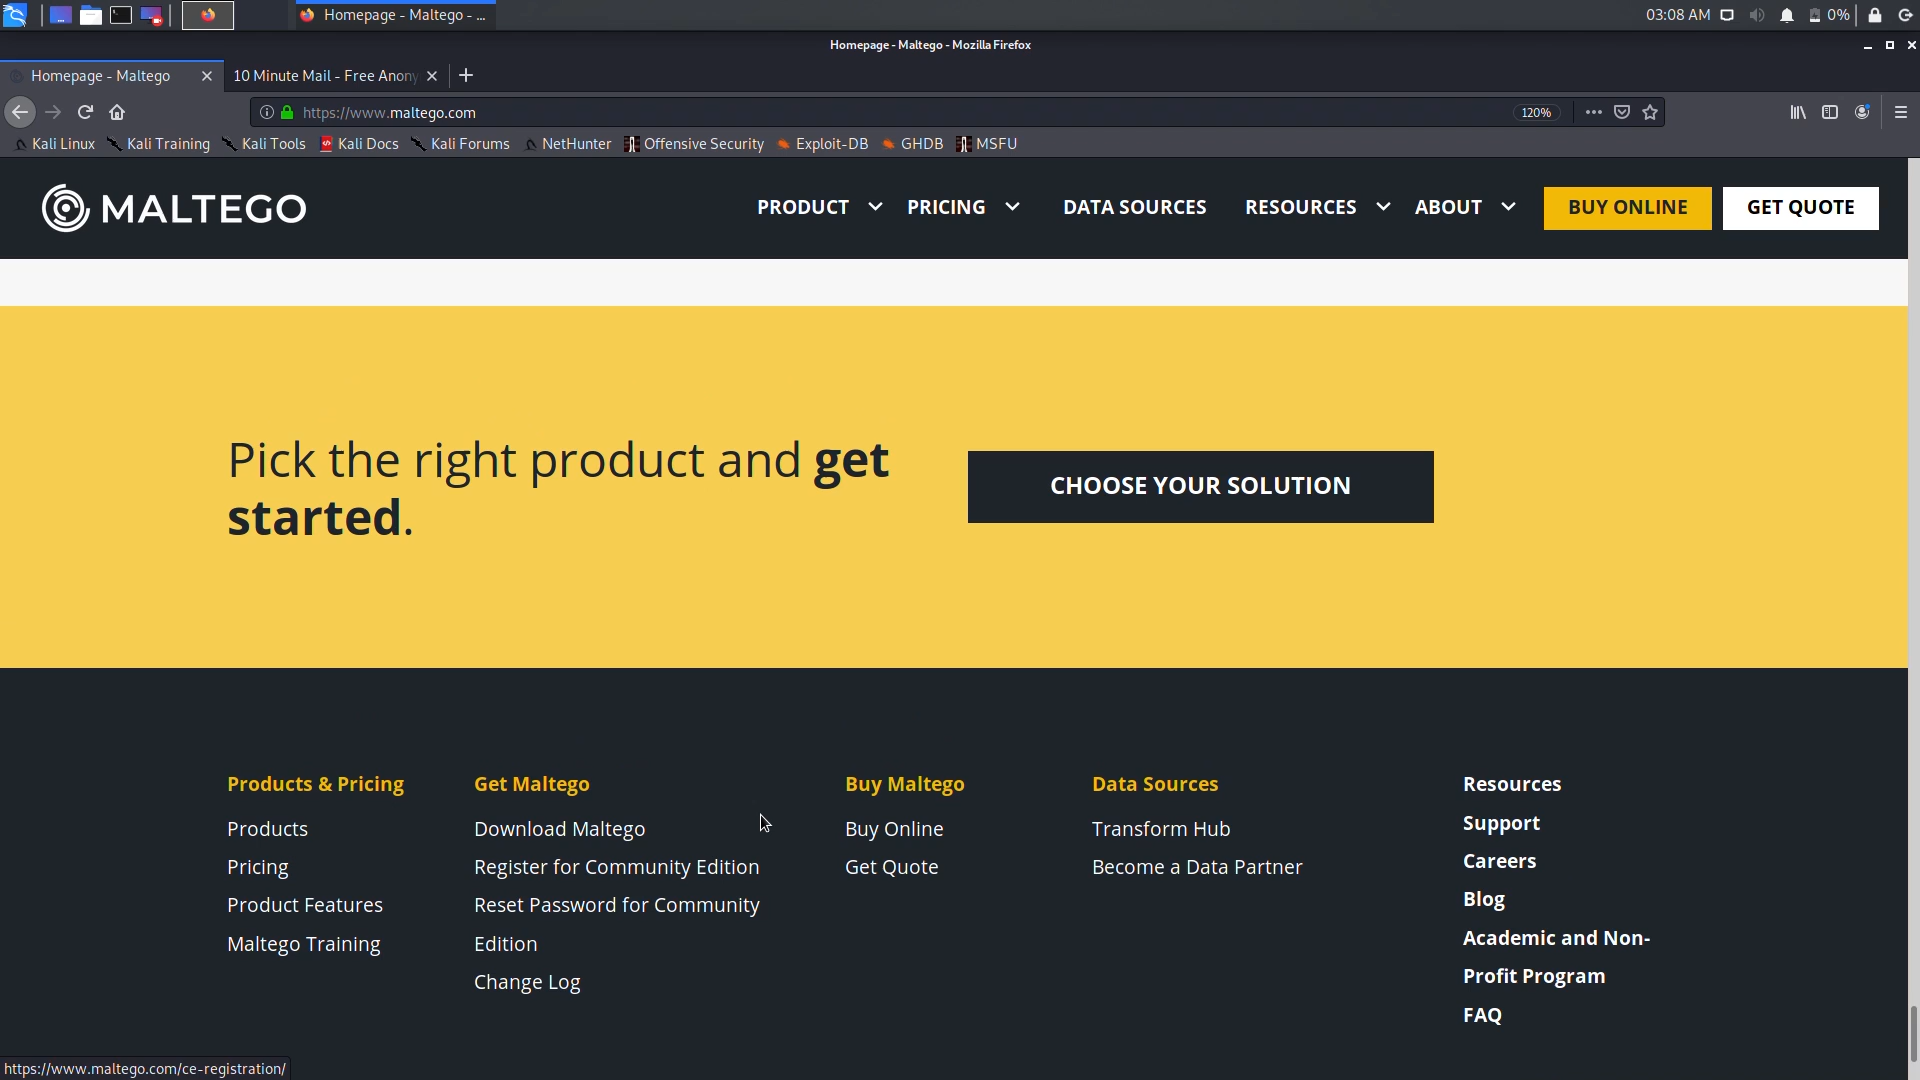 Homepage - Maltego - ...
03:08 AM
0%
Homepage - Maltego - Mozilla Firefox
Homepage - Maltego
10 Minute Mail - Free Anony
https://www.maltego.com
120%
Kali Linux
Kali Training
Kali Tools
Kali Docs
Kali Forums
NetHunter
Offensive Security
Exploit-DB
GHDB
MSFU
MALTEGO
PRODUCT
PRICING
DATA SOURCES
RESOURCES
ABOUT
BUY ONLINE
GET QUOTE
Pick the right product and get
started.
CHOOSE YOUR SOLUTION
Products & Pricing
Products
Pricing
Product Features
Maltego Training
Get Maltego
Download Maltego
Register for Community Edition
Reset Password for Community
Edition
Change Log
Buy Maltego
Buy Online
Get Quote
Data Sources
Transform Hub
Become a Data Partner
Resources
Support
Careers
Blog
Academic and Non-
Profit Program
FAQ
https://www.maltego.com/ce-registration/